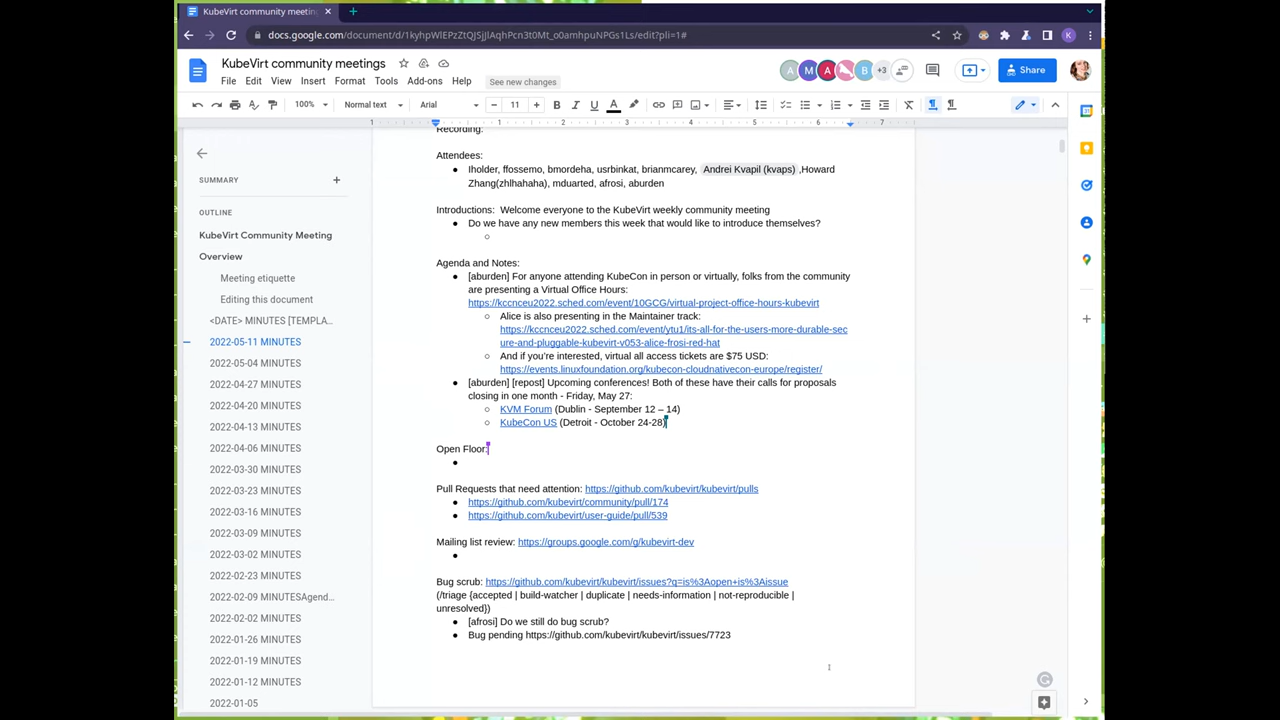 KubeVirt community meeting
docs.google.com/document/d/1kyhpWlEPzZtQJSjJlAqhPcn3t0Mt_o0amhpuNPGs1Ls/edit?pli=1#
KubeVirt community meetings
File Edit View Insert Format Tools Add-ons Help See new changes
A M A B +3 Share
100% Normal text Arial 11
1 1 2 3 4 5 6 7
SUMMARY
OUTLINE
KubeVirt Community Meeting
Overview
Meeting etiquette
Editing this document
<DATE> MINUTES [TEMPLA...
2022-05-11 MINUTES
2022-05-04 MINUTES
2022-04-27 MINUTES
2022-04-20 MINUTES
2022-04-13 MINUTES
2022-04-06 MINUTES
2022-03-30 MINUTES
2022-03-23 MINUTES
2022-03-16 MINUTES
2022-03-09 MINUTES
2022-03-02 MINUTES
2022-02-23 MINUTES
2022-02-09 MINUTESAgend...
2022-02-02 MINUTES
2022-01-26 MINUTES
2022-01-19 MINUTES
2022-01-12 MINUTES
2022-01-05
Recording:
Attendees:
Iholder, ffossemo, bmordeha, usrbinkat, brianmcarey, Andrei Kvapil (kvaps) ,Howard
Zhang(zhlhahaha), mduarted, afrosi, aburden
Introductions: Welcome everyone to the KubeVirt weekly community meeting
Do we have any new members this week that would like to introduce themselves?
Agenda and Notes:
[aburden] For anyone attending KubeCon in person or virtually, folks from the community
are presenting a Virtual Office Hours:
https://kccnceu2022.sched.com/event/10GCG/virtual-project-office-hours-kubevirt
Alice is also presenting in the Maintainer track:
https://kccnceu2022.sched.com/event/ytu1/its-all-for-the-users-more-durable-sec
ure-and-pluggable-kubevirt-v053-alice-frosi-red-hat
And if you're interested, virtual all access tickets are $75 USD:
https://events.linuxfoundation.org/kubecon-cloudnativecon-europe/register/
[aburden] [repost] Upcoming conferences! Both of these have their calls for proposals
closing in one month - Friday, May 27:
KVM Forum (Dublin - September 12 – 14)
KubeCon US (Detroit - October 24-28)
Open Floor:
Pull Requests that need attention: https://github.com/kubevirt/kubevirt/pulls
https://github.com/kubevirt/community/pull/174
https://github.com/kubevirt/user-guide/pull/539
Mailing list review: https://groups.google.com/g/kubevirt-dev
Bug scrub: https://github.com/kubevirt/kubevirt/issues?q=is%3Aopen+is%3Aissue
(/triage {accepted | build-watcher | duplicate | needs-information | not-reproducible |
unresolved})
[afrosi] Do we still do bug scrub?
Bug pending https://github.com/kubevirt/kubevirt/issues/7723